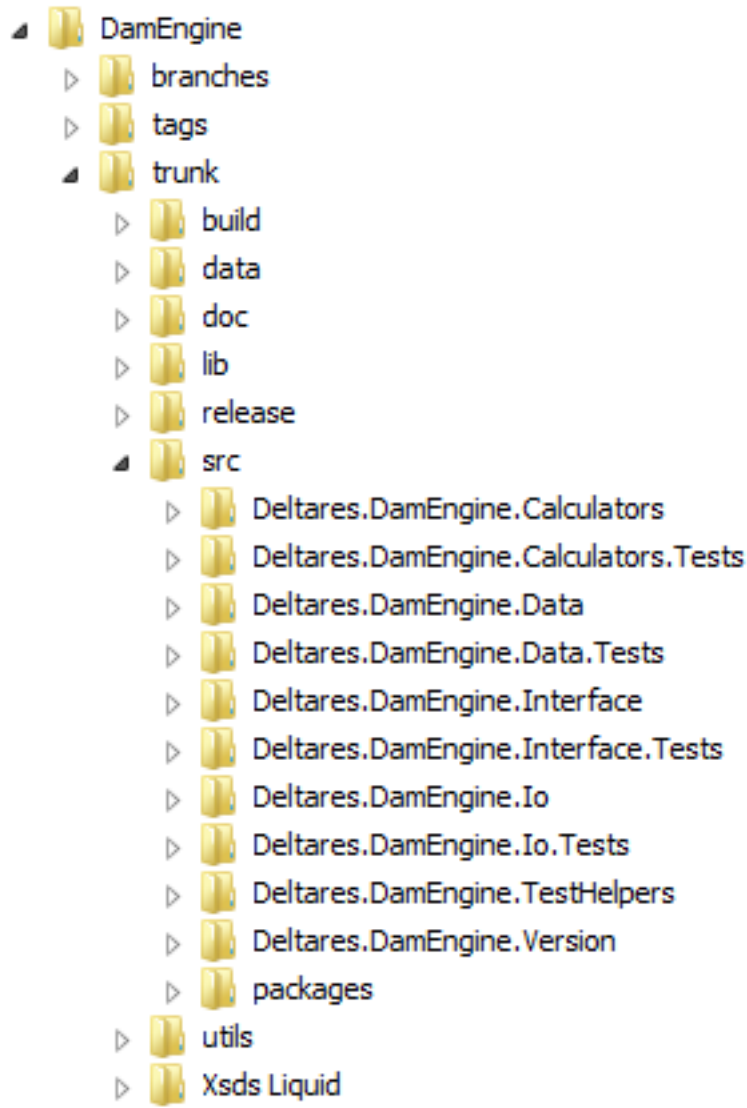 DamEngine
branches
tags
trunk
build
data
doc
lib
release
src
Deltares.DamEngine.Calculators
Deltares.DamEngine.Calculators.Tests
Deltares.DamEngine.Data
Deltares.DamEngine.Data.Tests
Deltares.DamEngine.Interface
Deltares.DamEngine.Interface.Tests
Deltares.DamEngine.Io
Deltares.DamEngine.Io.Tests
Deltares.DamEngine.TestHelpers
Deltares.DamEngine.Version
packages
utils
Xsds Liquid